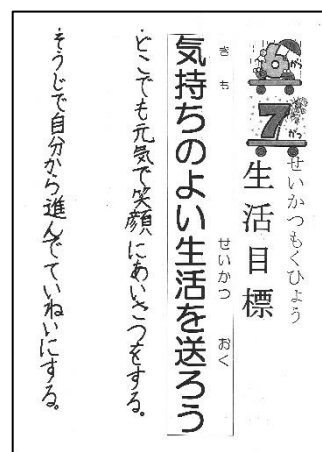 6がつ
7がつ
せいかつもくひょう
生活目標
きも せいかつ おく
気持ちのよい生活を送ろう
・どこでも元気で笑顔にあいさつをする。
・そうじで自分から進んでていねいにする。